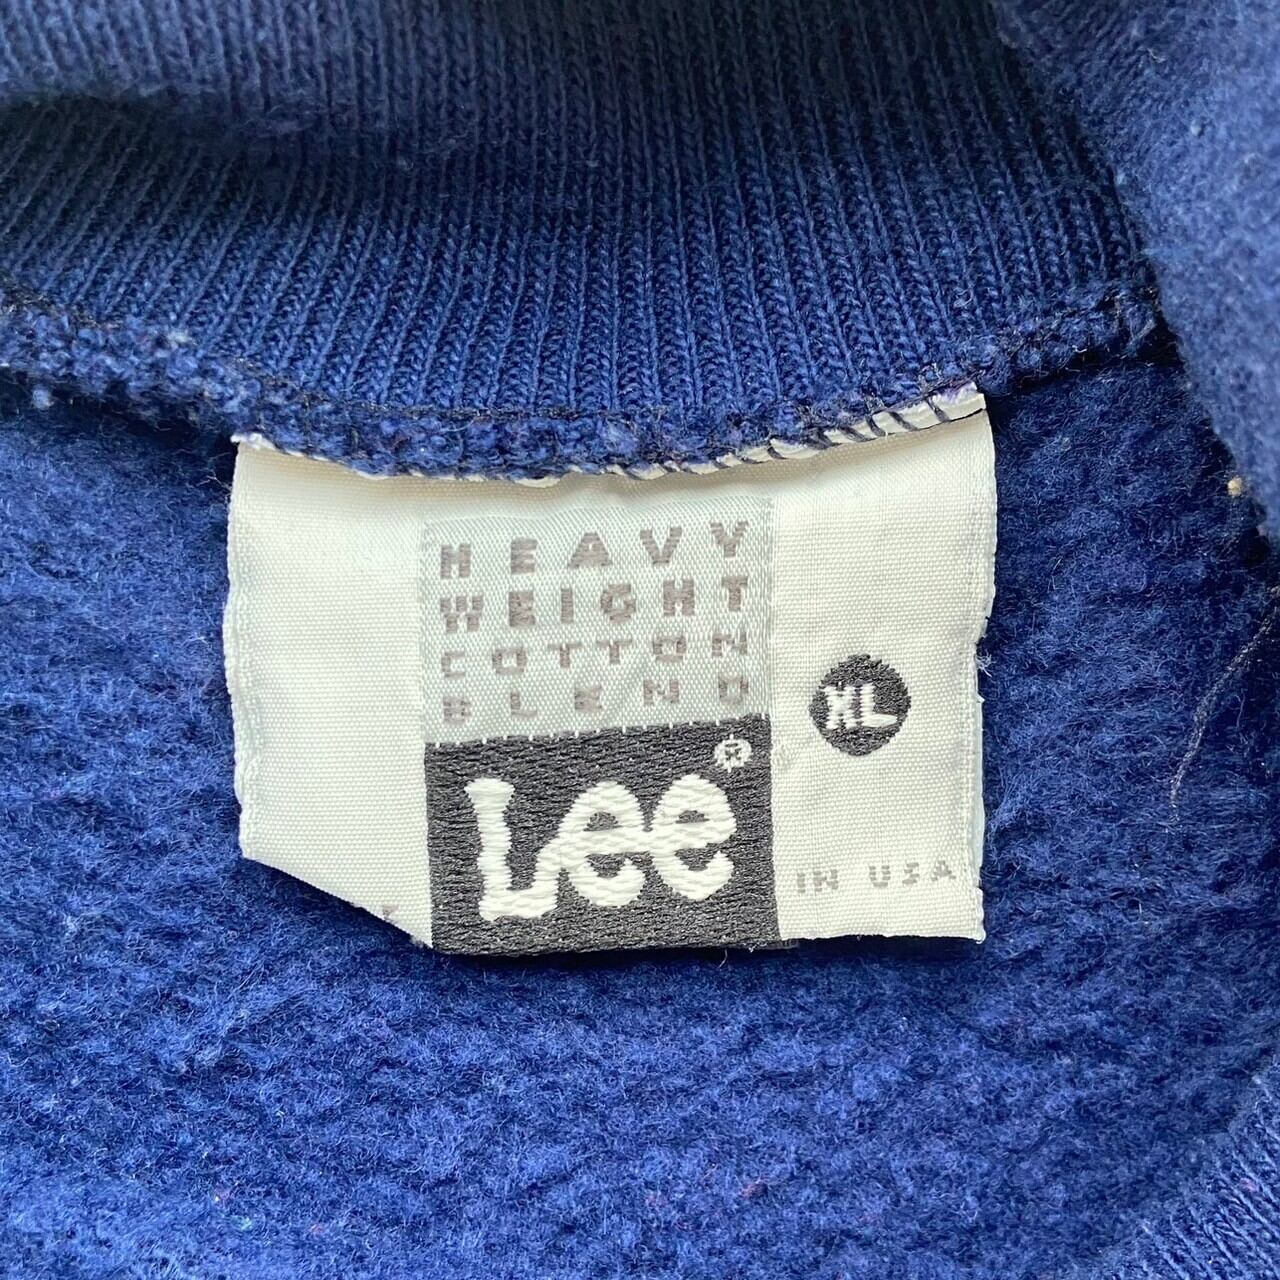 HEAVY
WEIGHT
COTTON
BLEND
Lee®
XL
IN USA